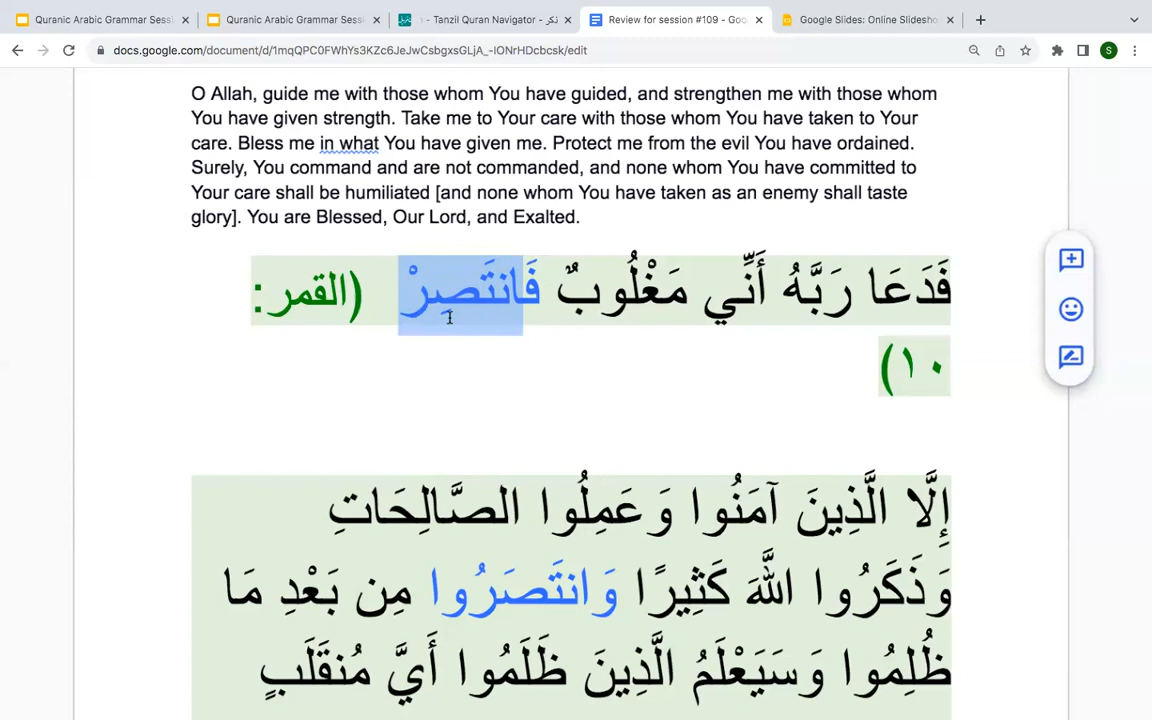 Quranic Arabic Grammar Sess
Quranic Arabic Grammar Sess
Tanzil Quran Navigator - ذكر
Review for session #109 - Goo
Google Slides: Online Slidesho
docs.google.com/document/d/1mqQPC0FWhYs3KZc6JeJwCsbgxsGLjA_-IONrHDcbcsk/edit
S
O Allah, guide me with those whom You have guided, and strengthen me with those whom
You have given strength. Take me to Your care with those whom You have taken to Your
care. Bless me in what You have given me. Protect me from the evil You have ordained.
Surely, You command and are not commanded, and none whom You have committed to
Your care shall be humiliated [and none whom You have taken as an enemy shall taste
glory]. You are Blessed, Our Lord, and Exalted.
فَدَعَا رَبَّهُ أَنِّي مَغْلُوبٌ فَانتَصِرْ (القمر:
١٠)
إِلَّا الَّذِينَ آمَنُوا وَعَمِلُوا الصَّالِحَاتِ
وَذَكَرُوا اللَّهَ كَثِيرًا وَانتَصَرُوا مِن بَعْدِ مَا
ظُلِمُوا وَسَيَعْلَمُ الَّذِينَ ظَلَمُوا أَيَّ مُنقَلَبٍ